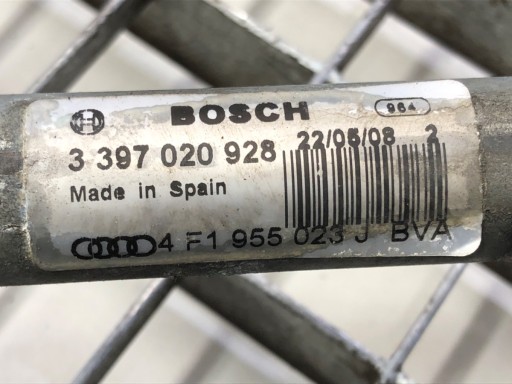 BOSCH 964
22/05/08 2
3 397 020 928
Made in Spain
4 F1 955 023 J BVA